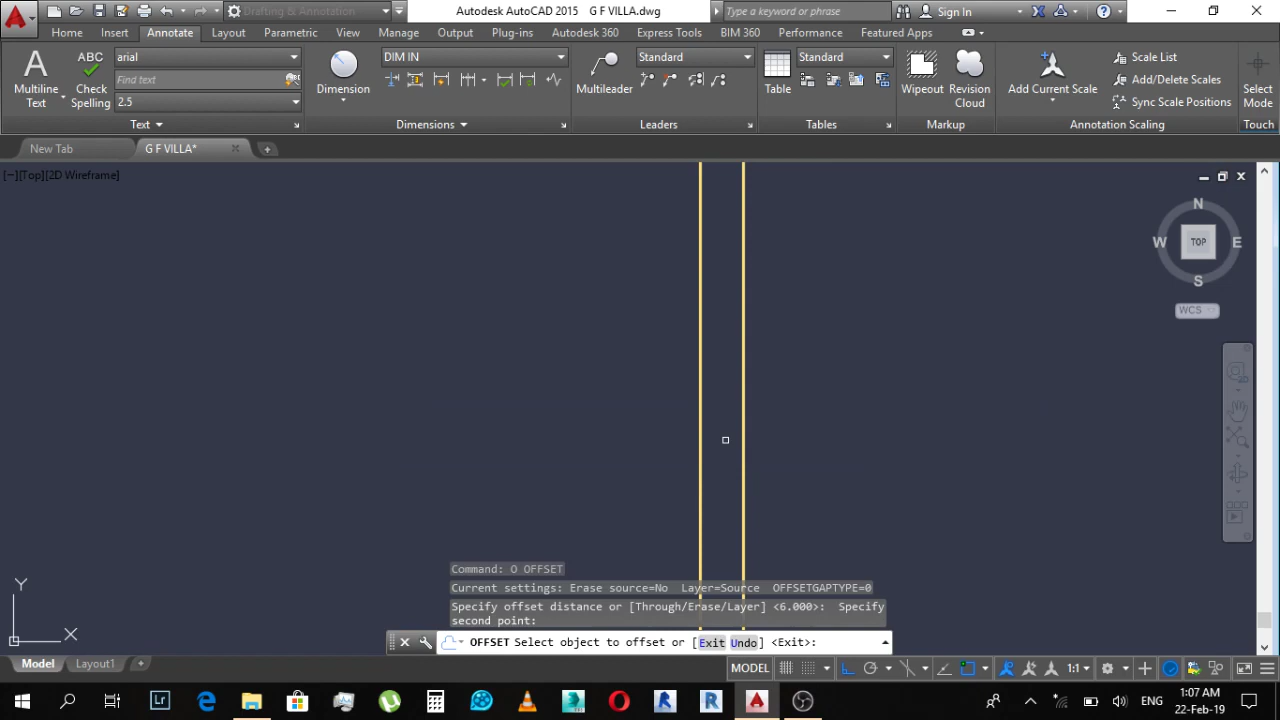 Drafting & Annotation
Autodesk AutoCAD 2015 G F VILLA.dwg
Type a keyword or phrase
Sign In
Home Insert Annotate Layout Parametric View Manage Output Plug-ins Autodesk 360 Express Tools BIM 360 Performance Featured Apps
A
Multiline
Text
ABC
Check
Spelling
arial
Find text
2.5
Text
Dimension
DIM IN
Dimensions
Multileader
Standard
Leaders
Table
Standard
Tables
Wipeout
Revision
Cloud
Markup
Add Current Scale
Scale List
Add/Delete Scales
Sync Scale Positions
Annotation Scaling
Select
Mode
Touch
New Tab
G F VILLA*
[−][Top][2D Wireframe]
N
W
TOP
E
S
WCS
Y
X
Command: O OFFSET
Current settings: Erase source=No Layer=Source OFFSETGAPTYPE=0
Specify offset distance or [Through/Erase/Layer] <6.000>: Specify
second point:
OFFSET Select object to offset or [Exit Undo] <Exit>:
Model
Layout1
MODEL
1:1
Lr
ENG
1:07 AM
22-Feb-19